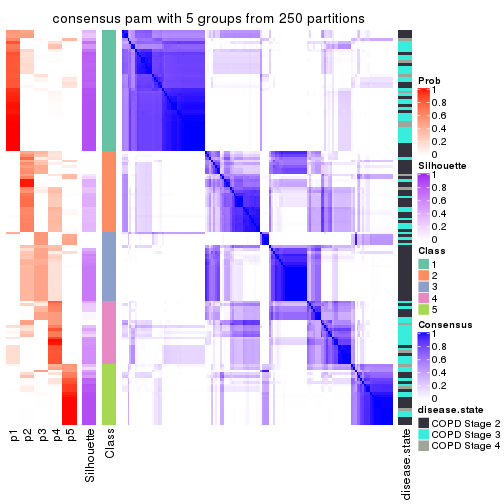 consensus pam with 5 groups from 250 partitions
Prob
1
0.8
0.6
0.4
0.2
0
Silhouette
1
0.8
0.6
0.4
0.2
0
Class
1
2
3
4
5
Consensus
1
0.8
0.6
0.4
0.2
0
disease.state
COPD Stage 2
COPD Stage 3
COPD Stage 4
p1
p2
p3
p4
p5
Silhouette
Class
disease.state